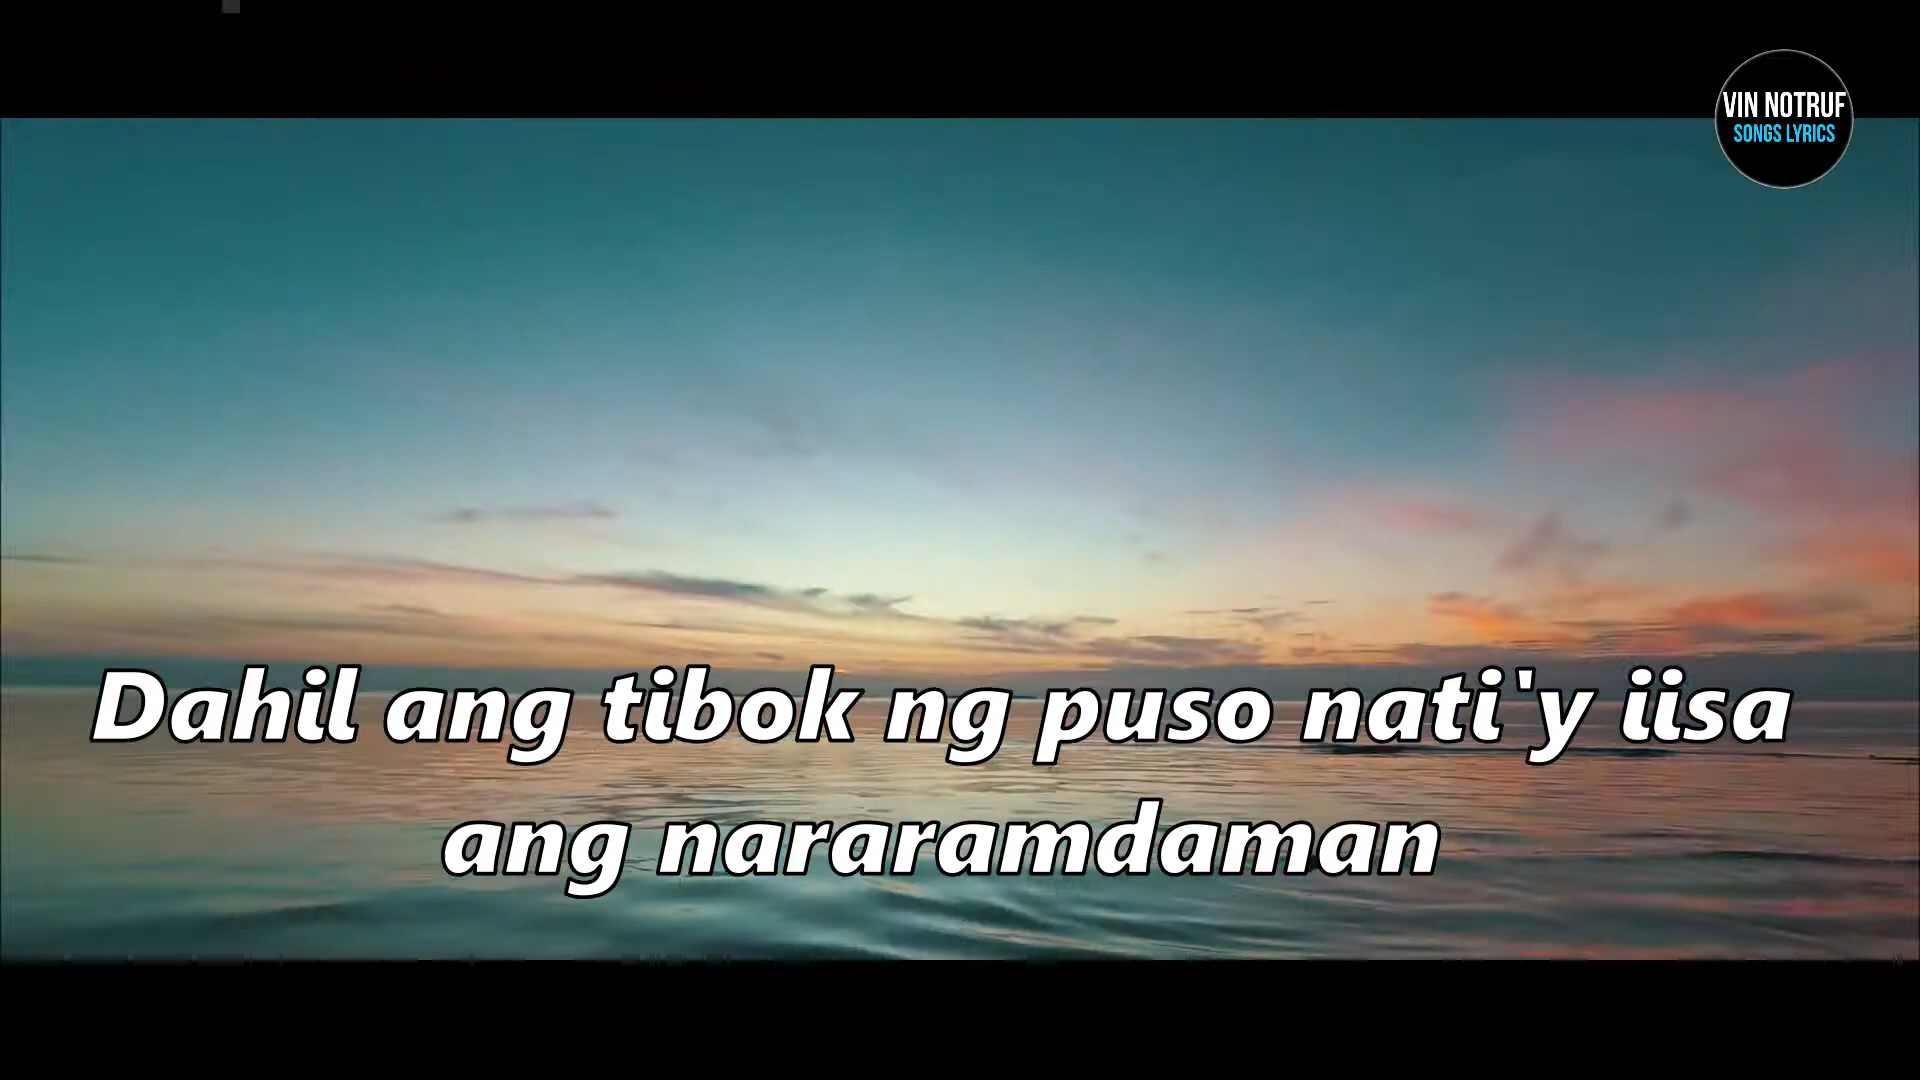 VIN NOTRUF
SONGS LYRICS
Dahil ang tibok ng puso nati'y iisa
ang nararamdaman